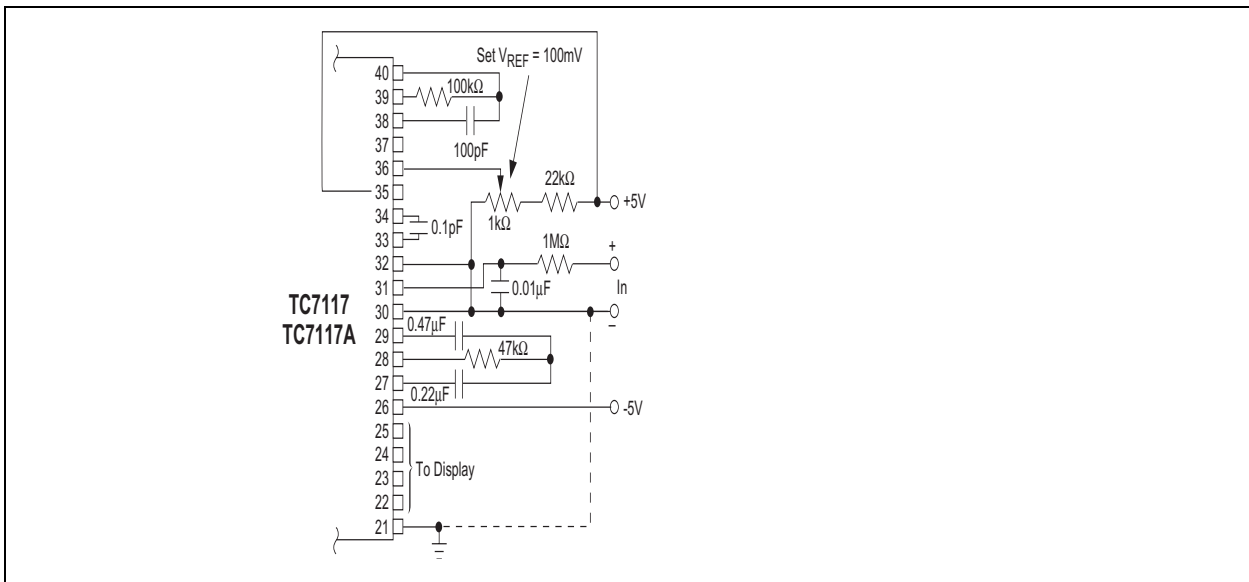 Set VREF = 100mV
40
39
100kΩ
38
100pF
37
36
35
22kΩ
+5V
1kΩ
34
0.1pF
33
1MΩ
+
32
31
0.01μF
In
30
–
TC7117
TC7117A
29
0.47μF
28
47kΩ
27
0.22μF
26
-5V
25
24
To Display
23
22
21